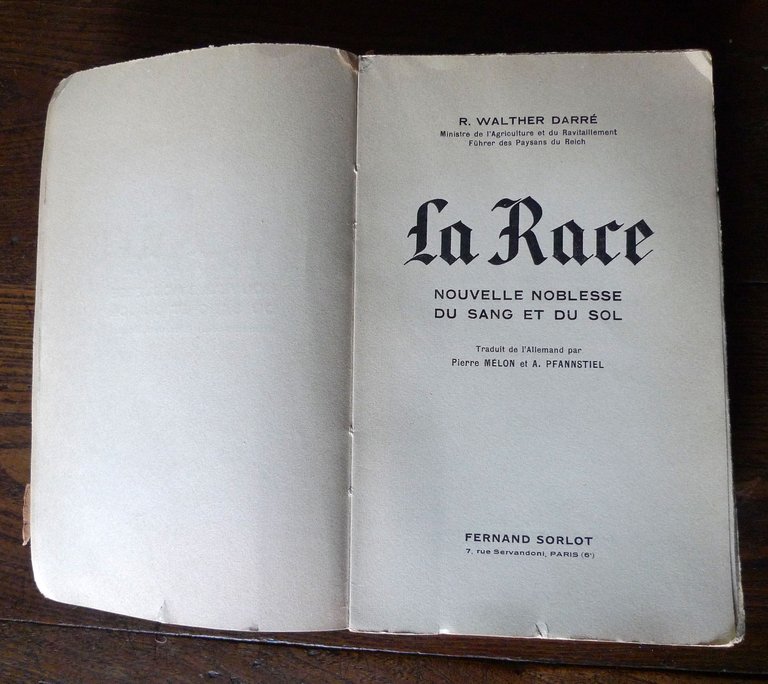 R. WALTHER DARRÉ
Ministre de l'Agriculture et du Ravitaillement
Führer des Paysans du Reich
La Race
NOUVELLE NOBLESSE
DU SANG ET DU SOL
Traduit de l'Allemand par
Pierre MÉLON et A. PFANNSTIEL
FERNAND SORLOT
7, rue Servandoni, PARIS (6ᵉ)